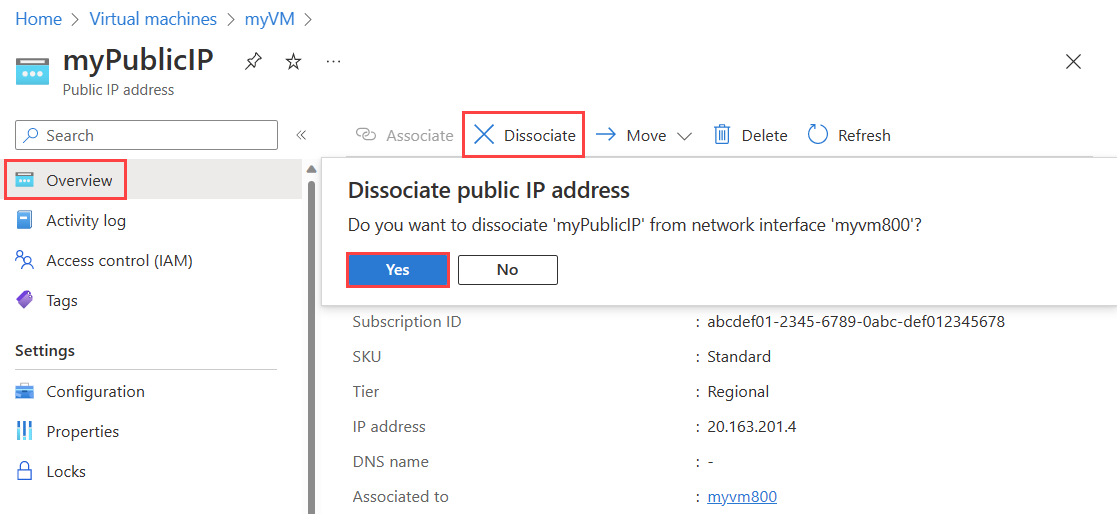 Home > Virtual machines > myVM >
myPublicIP ...
Public IP address
Search «
Associate Dissociate Move Delete Refresh
Overview
Activity log
Access control (IAM)
Tags
Settings
Configuration
Properties
Locks
Dissociate public IP address
Do you want to dissociate 'myPublicIP' from network interface 'myvm800'?
Yes No
Subscription ID : abcdef01-2345-6789-0abc-def012345678
SKU : Standard
Tier : Regional
IP address : 20.163.201.4
DNS name : -
Associated to : myvm800